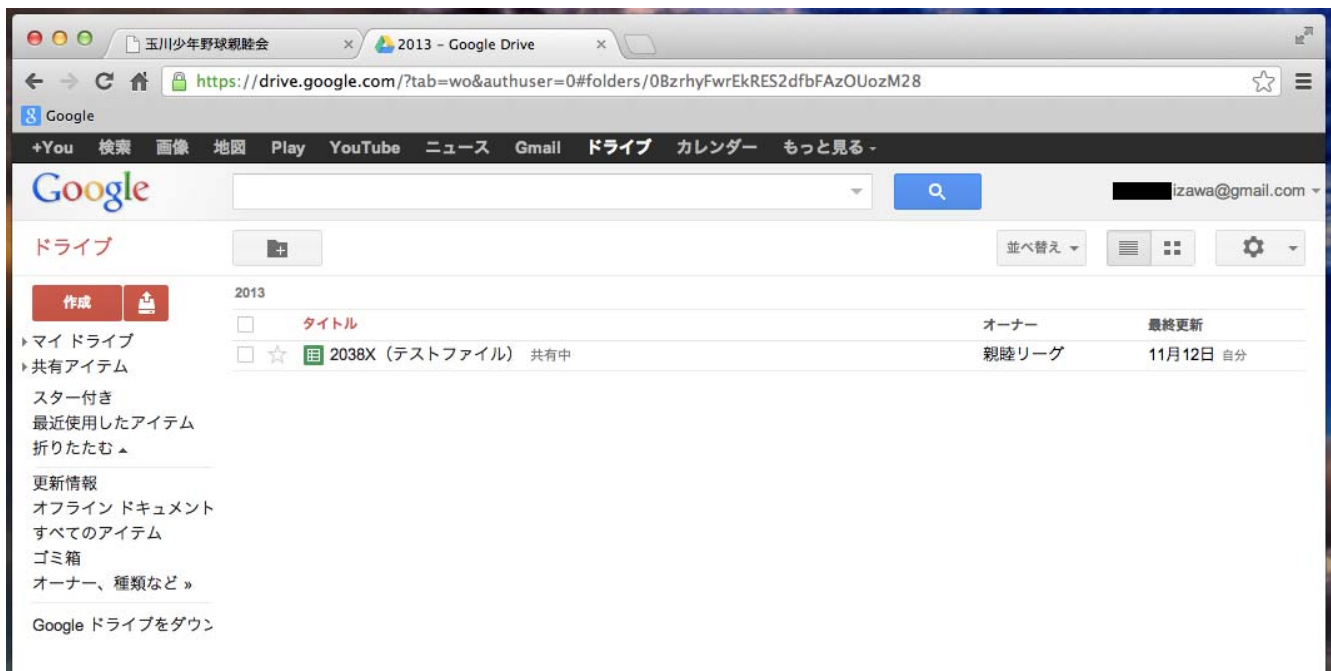 玉川少年野球親睦会
2013 – Google Drive
https://drive.google.com/?tab=wo&authuser=0#folders/0BzrhyFwrEkRES2dfbFAzOUozM28
8 Google
+You 検索 画像 地図 Play YouTube ニュース Gmail ドライブ カレンダー もっと見る
Google
izawa@gmail.com
ドライブ
並べ替え
作成
2013
タイトル オーナー 最終更新
2038X（テストファイル） 共有中 親睦リーグ 11月12日 自分
マイ ドライブ
共有アイテム
スター付き
最近使用したアイテム
折りたたむ
更新情報
オフライン ドキュメント
すべてのアイテム
ゴミ箱
オーナー、種類など »
Google ドライブをダウン